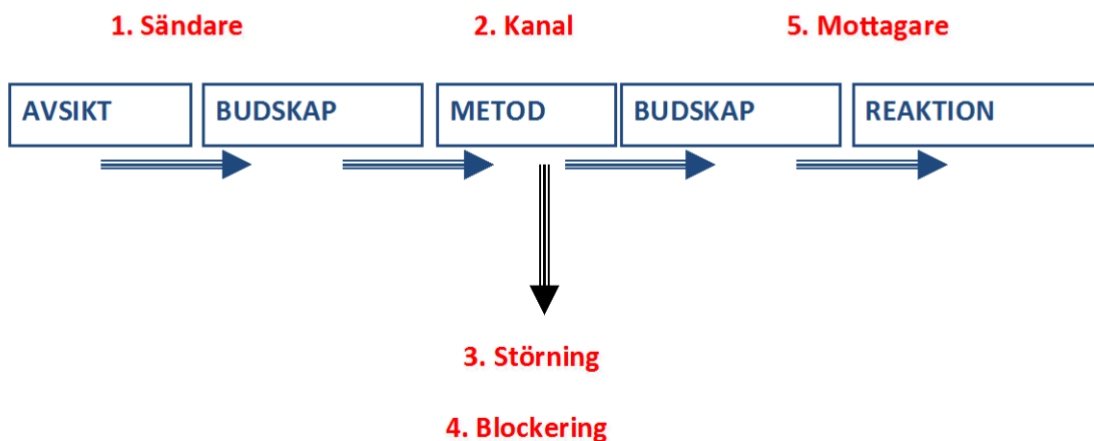 1. Sändare 2. Kanal 5. Mottagare
AVSIKT BUDSKAP METOD BUDSKAP REAKTION
3. Störning
4. Blockering